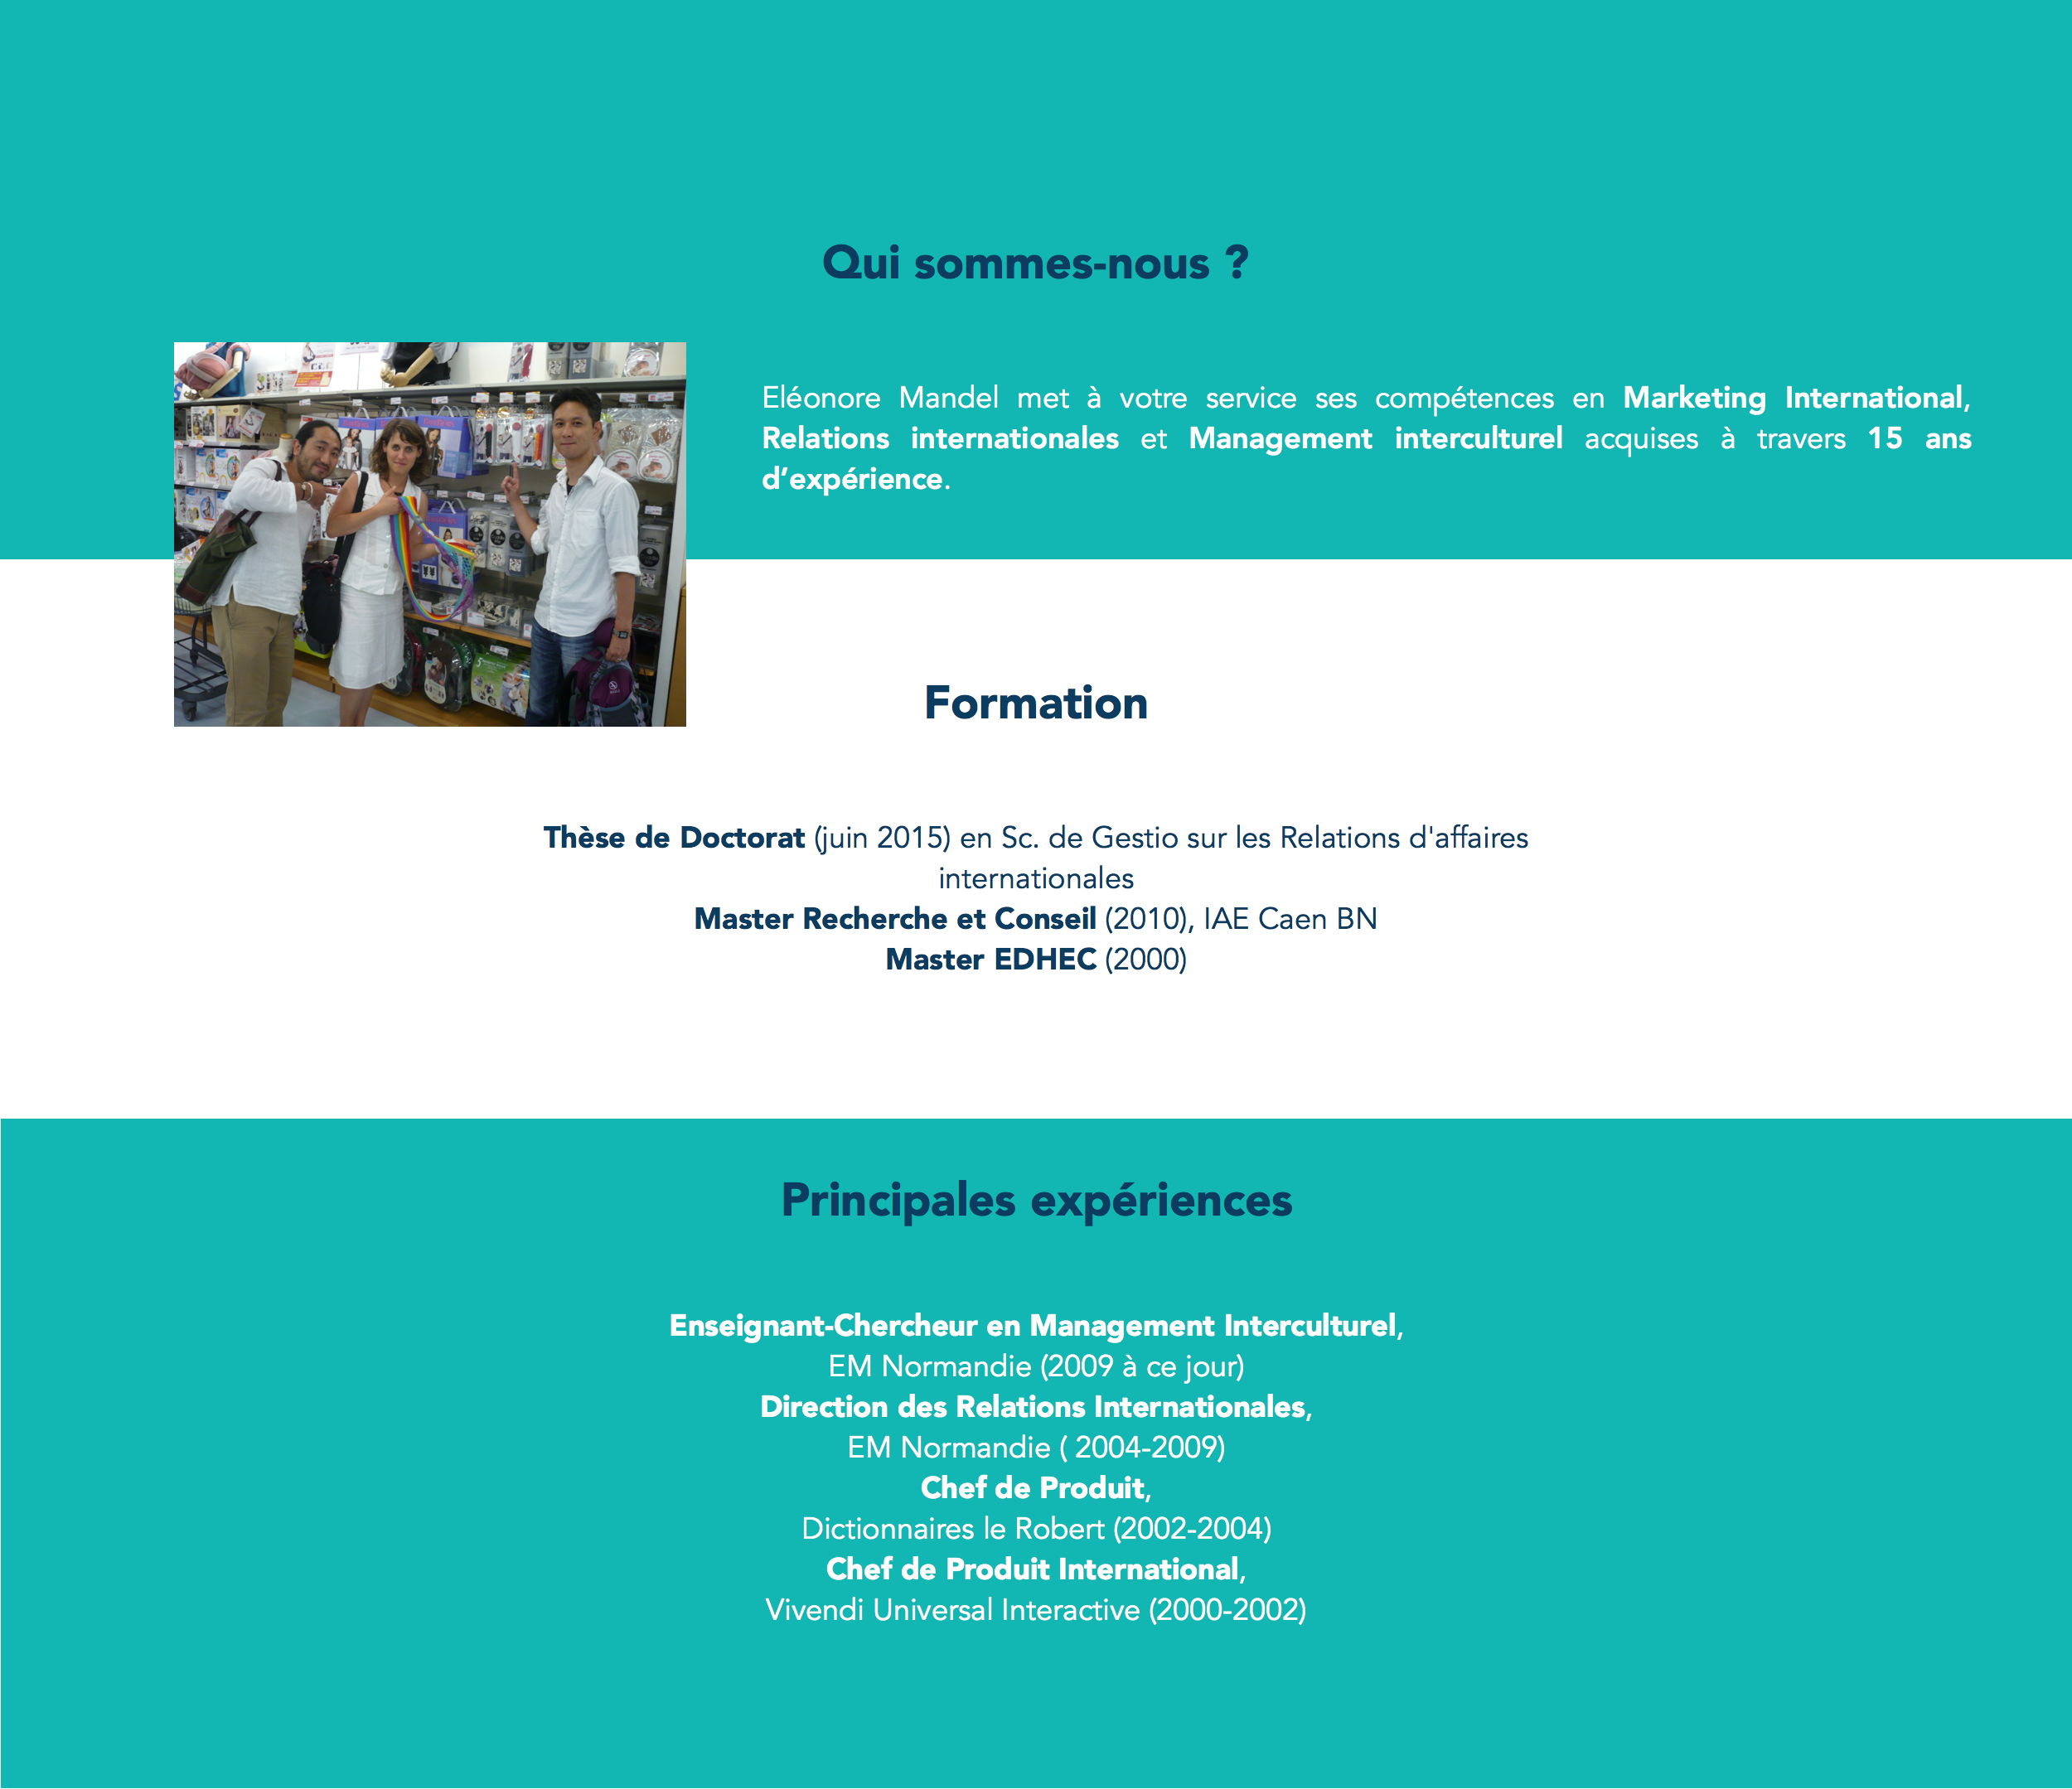 Qui sommes-nous ?
Eléonore Mandel met à votre service ses compétences en Marketing International,
Relations internationales et Management interculturel acquises à travers 15 ans
d’expérience.
Formation
Thèse de Doctorat (juin 2015) en Sc. de Gestio sur les Relations d'affaires
internationales
Master Recherche et Conseil (2010), IAE Caen BN
Master EDHEC (2000)
Principales expériences
Enseignant-Chercheur en Management Interculturel,
EM Normandie (2009 à ce jour)
Direction des Relations Internationales,
EM Normandie ( 2004-2009)
Chef de Produit,
Dictionnaires le Robert (2002-2004)
Chef de Produit International,
Vivendi Universal Interactive (2000-2002)